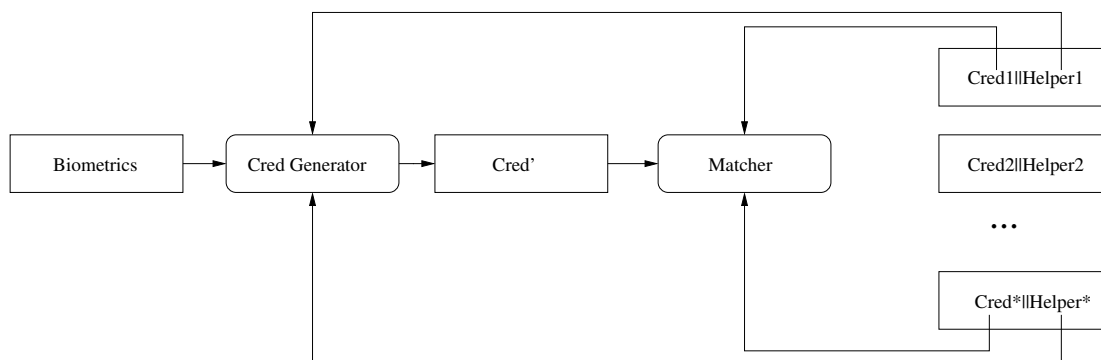 Cred1||Helper1
Biometrics
Cred Generator
Cred’
Matcher
Cred2||Helper2
...
Cred*||Helper*